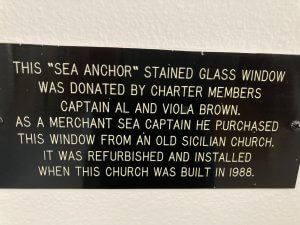 THIS "SEA ANCHOR" STAINED GLASS WINDOW
WAS DONATED BY CHARTER MEMBERS
CAPTAIN AL AND VIOLA BROWN.
AS A MERCHANT SEA CAPTAIN HE PURCHASED
THIS WINDOW FROM AN OLD SICILIAN CHURCH.
IT WAS REFURBISHED AND INSTALLED
WHEN THIS CHURCH WAS BUILT IN 1988.